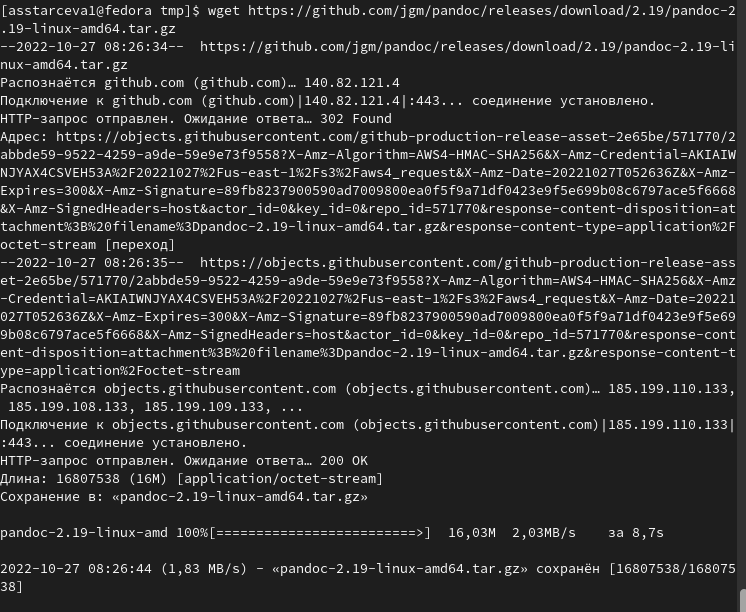 [asstarceva1@fedora tmp]$ wget https://github.com/jgm/pandoc/releases/download/2.19/pandoc-2
.19-linux-amd64.tar.gz
--2022-10-27 08:26:34--  https://github.com/jgm/pandoc/releases/download/2.19/pandoc-2.19-li
nux-amd64.tar.gz
Распознаётся github.com (github.com)… 140.82.121.4
Подключение к github.com (github.com)|140.82.121.4|:443... соединение установлено.
HTTP-запрос отправлен. Ожидание ответа… 302 Found
Адрес: https://objects.githubusercontent.com/github-production-release-asset-2e65be/571770/2
abbde59-9522-4259-a9de-59e9e73f9558?X-Amz-Algorithm=AWS4-HMAC-SHA256&X-Amz-Credential=AKIAIW
NJYAX4CSVEH53A%2F20221027%2Fus-east-1%2Fs3%2Faws4_request&X-Amz-Date=20221027T052636Z&X-Amz-
Expires=300&X-Amz-Signature=89fb8237900590ad7009800ea0f5f9a71df0423e9f5e699b08c6797ace5f6668
&X-Amz-SignedHeaders=host&actor_id=0&key_id=0&repo_id=571770&response-content-disposition=at
tachment%3B%20filename%3Dpandoc-2.19-linux-amd64.tar.gz&response-content-type=application%2F
octet-stream [переход]
--2022-10-27 08:26:35--  https://objects.githubusercontent.com/github-production-release-ass
et-2e65be/571770/2abbde59-9522-4259-a9de-59e9e73f9558?X-Amz-Algorithm=AWS4-HMAC-SHA256&X-Amz
-Credential=AKIAIWNJYAX4CSVEH53A%2F20221027%2Fus-east-1%2Fs3%2Faws4_request&X-Amz-Date=20221
027T052636Z&X-Amz-Expires=300&X-Amz-Signature=89fb8237900590ad7009800ea0f5f9a71df0423e9f5e69
9b08c6797ace5f6668&X-Amz-SignedHeaders=host&actor_id=0&key_id=0&repo_id=571770&response-cont
ent-disposition=attachment%3B%20filename%3Dpandoc-2.19-linux-amd64.tar.gz&response-content-t
ype=application%2Foctet-stream
Распознаётся objects.githubusercontent.com (objects.githubusercontent.com)… 185.199.110.133,
 185.199.108.133, 185.199.109.133, ...
Подключение к objects.githubusercontent.com (objects.githubusercontent.com)|185.199.110.133|
:443... соединение установлено.
HTTP-запрос отправлен. Ожидание ответа… 200 OK
Длина: 16807538 (16M) [application/octet-stream]
Сохранение в: «pandoc-2.19-linux-amd64.tar.gz»
pandoc-2.19-linux-amd 100%[=========================>]  16,03M  2,03MB/s    за 8,7s
2022-10-27 08:26:44 (1,83 MB/s) - «pandoc-2.19-linux-amd64.tar.gz» сохранён [16807538/168075
38]